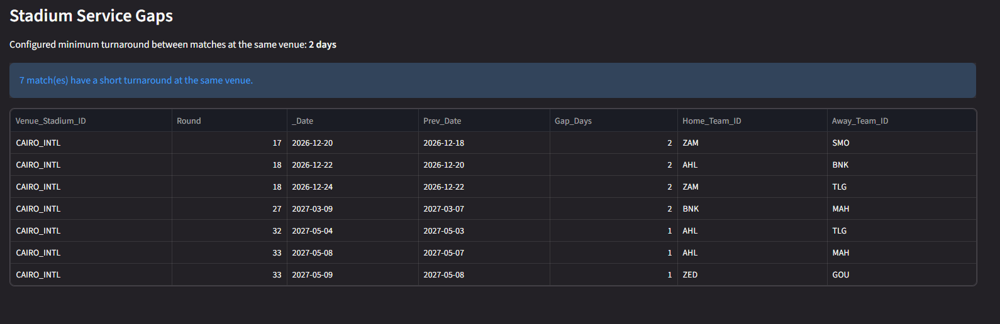 Stadium Service Gaps
Configured minimum turnaround between matches at the same venue: 2 days
7 match(es) have a short turnaround at the same venue.
Venue_Stadium_ID Round _Date Prev_Date Gap_Days Home_Team_ID Away_Team_ID
CAIRO_INTL 17 2026-12-20 2026-12-18 2 ZAM SMO
CAIRO_INTL 18 2026-12-22 2026-12-20 2 AHL BNK
CAIRO_INTL 18 2026-12-24 2026-12-22 2 ZAM TLG
CAIRO_INTL 27 2027-03-09 2027-03-07 2 BNK MAH
CAIRO_INTL 32 2027-05-04 2027-05-03 1 AHL TLG
CAIRO_INTL 33 2027-05-08 2027-05-07 1 AHL MAH
CAIRO_INTL 33 2027-05-09 2027-05-08 1 ZED GOU